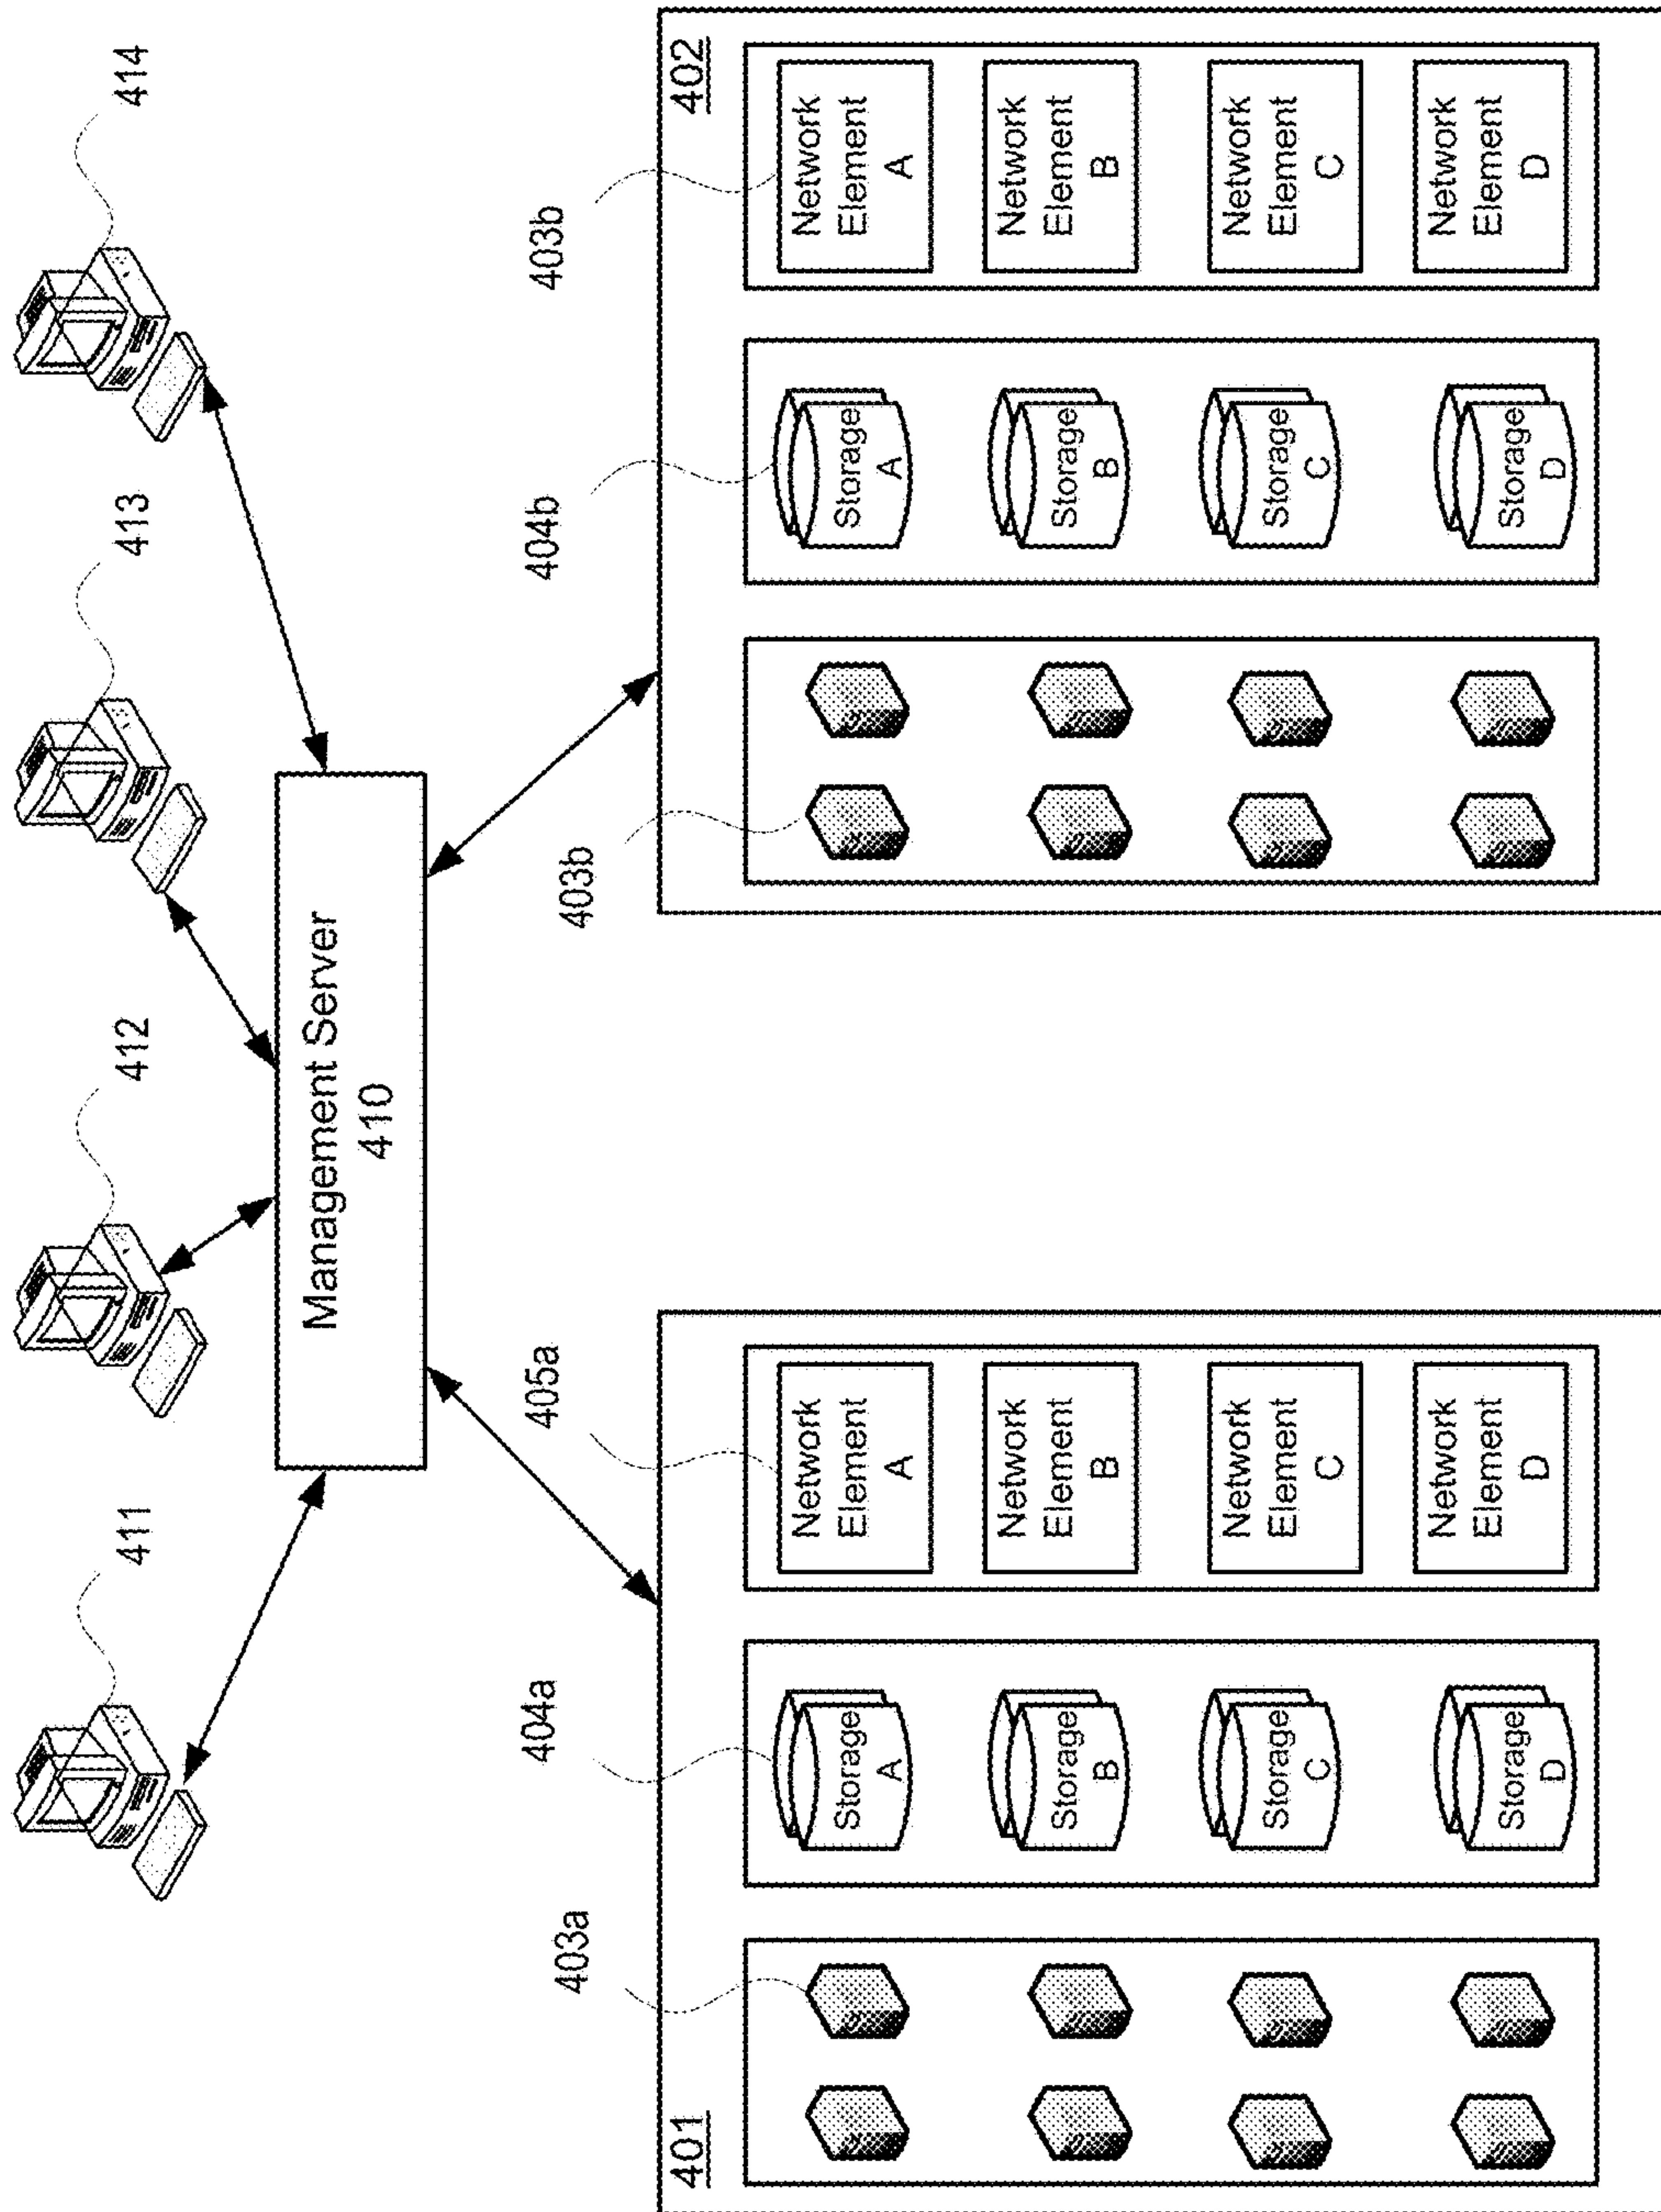 411
412
413
414
Management Server
410
403a
404a
405a
403b
404b
403b
401
Storage
A
Storage
B
Storage
C
Storage
D
Network
Element
A
Network
Element
B
Network
Element
C
Network
Element
D
402
Storage
A
Storage
B
Storage
C
Storage
D
Network
Element
A
Network
Element
B
Network
Element
C
Network
Element
D